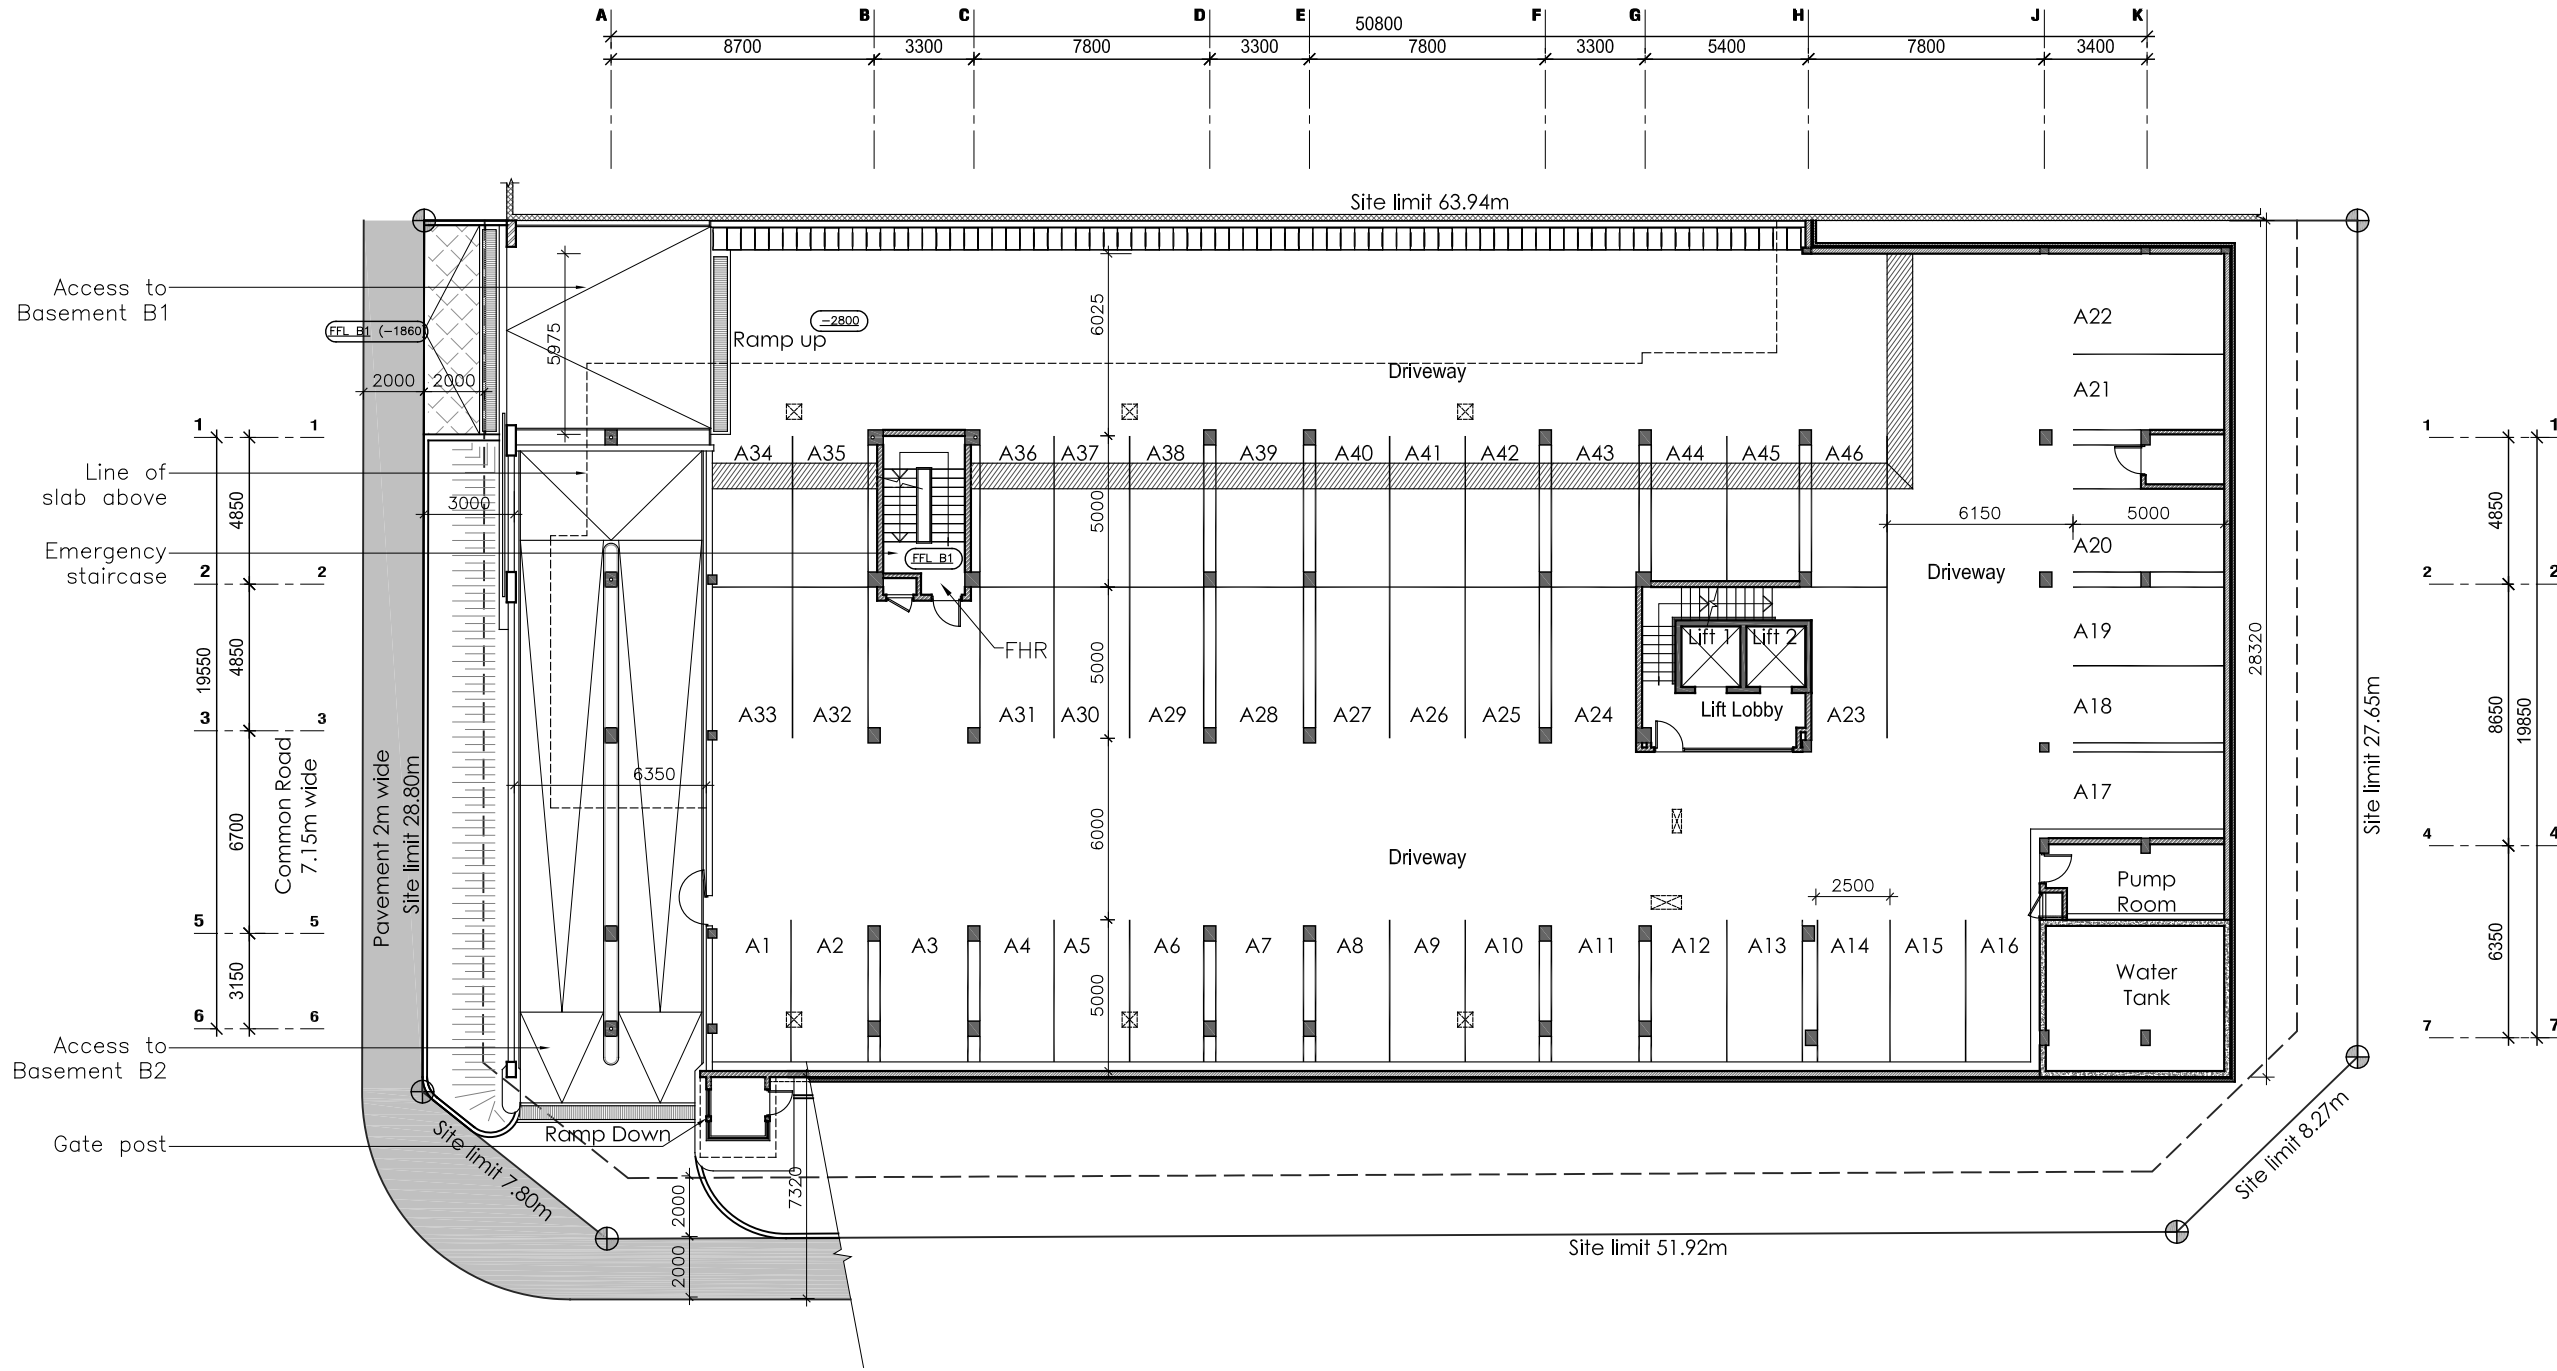 A B C D E F G H J K
50800
8700 3300 7800 3300 7800 3300 5400 7800 3400
Site limit 63.94m
Access to
Basement B1
FFL B1 (-1860)
-2800
Ramp up
5975
6025
Driveway
2000 2000
A22
A21
1 1
1 1
Line of
slab above
3000
4850
A34 A35 A36 A37 A38 A39 A40 A41 A42 A43 A44 A45 A46
5000
6150 5000
4850
Emergency
staircase
FFL B1
A20
Driveway
2 2
2 2
FHR
Lift 1 Lift 2
A19
19550
4850
5000
28320
A33 A32 A31 A30 A29 A28 A27 A26 A25 A24
Lift Lobby
A23
A18
8650
19850
3 3
Common Road
7.15m wide
Pavement 2m wide
Site limit 28.80m
6350
6700
6000
Driveway
A17
Site limit 27.65m
4 4
2500
Pump
Room
5 5
A1 A2 A3 A4 A5 A6 A7 A8 A9 A10 A11 A12 A13 A14 A15 A16
3150
5000
Water
Tank
6350
6 6
7 7
Access to
Basement B2
Gate post
Ramp Down
Site limit 7.80m
7320
2000
2000
Site limit 51.92m
Site limit 8.27m